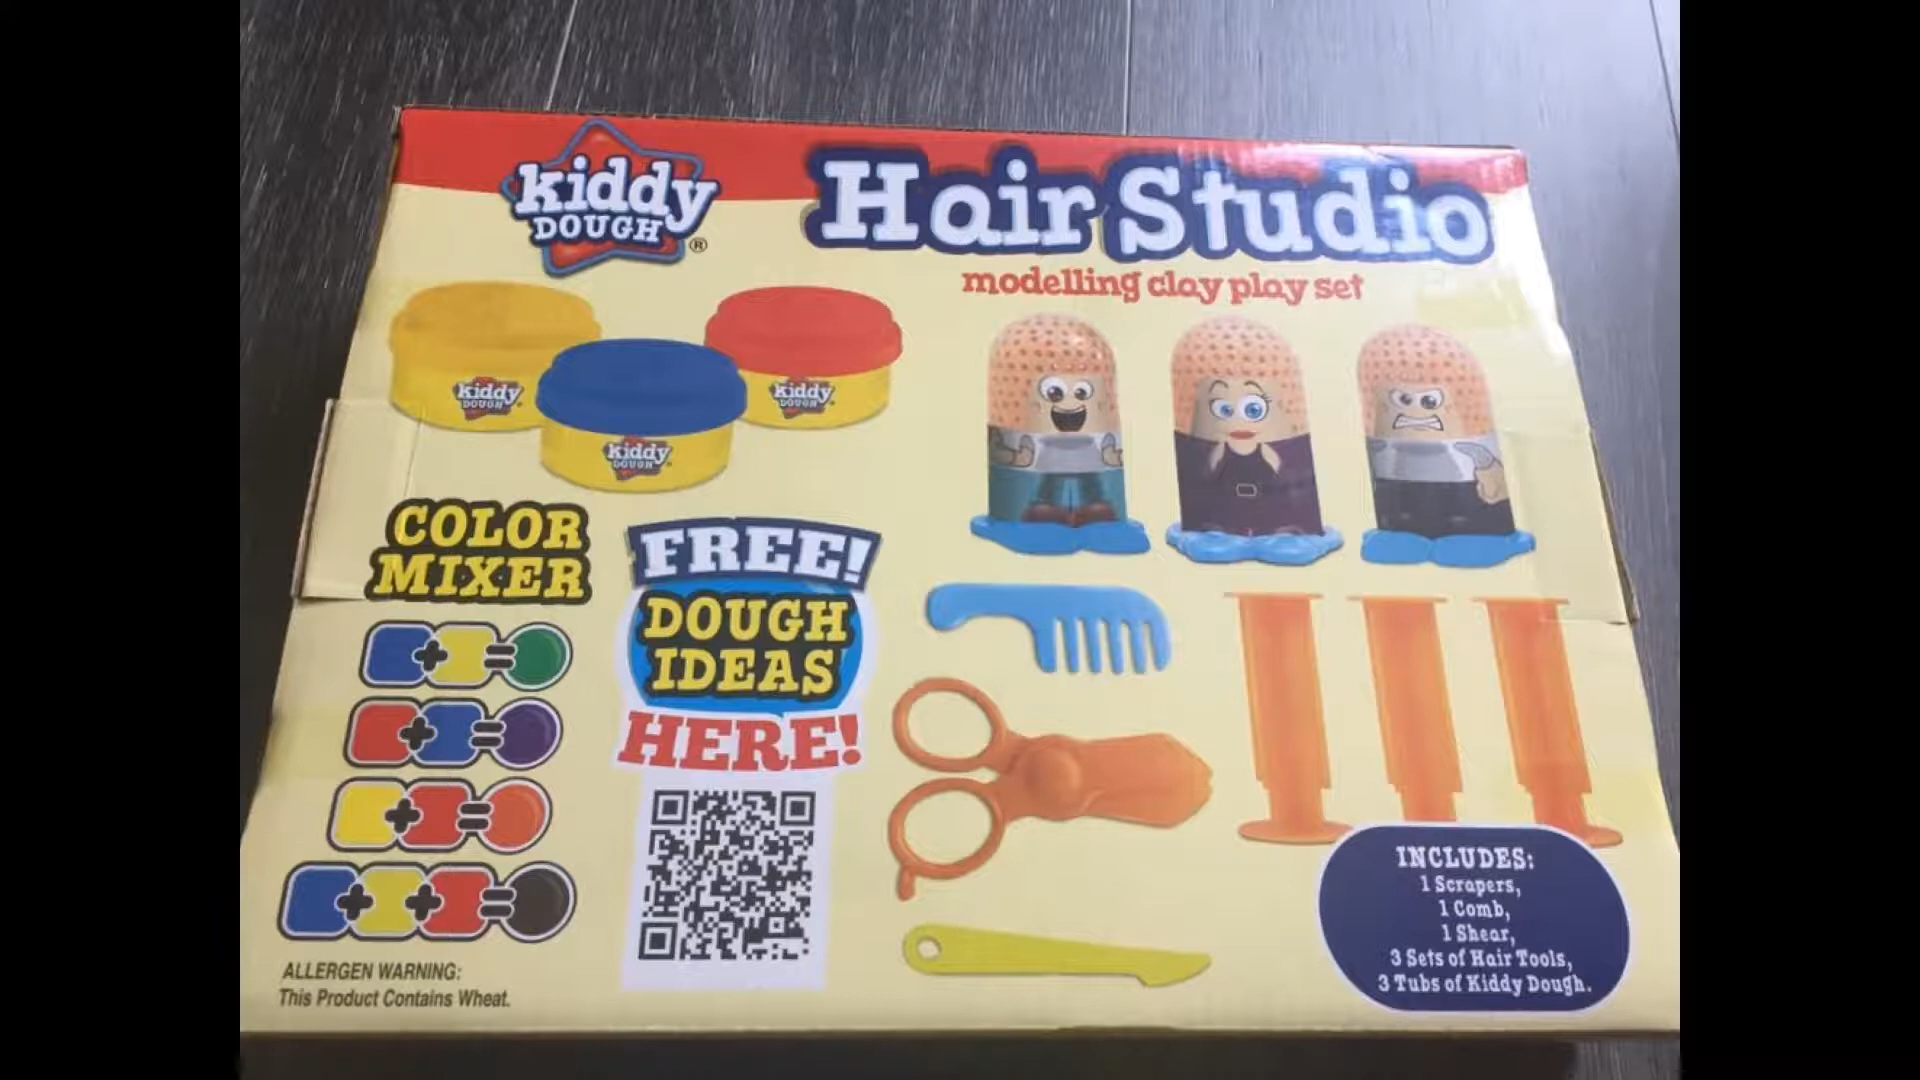 kiddy
DOUGH
®
Hair Studio
modelling clay play set
kiddy
DOUGH
kiddy
DOUGH
kiddy
DOUGH
COLOR
MIXER
FREE!
DOUGH
IDEAS
HERE!
INCLUDES:
1 Scrapers,
1 Comb,
1 Shear,
3 Sets of Hair Tools,
3 Tubs of Kiddy Dough.
ALLERGEN WARNING:
This Product Contains Wheat.